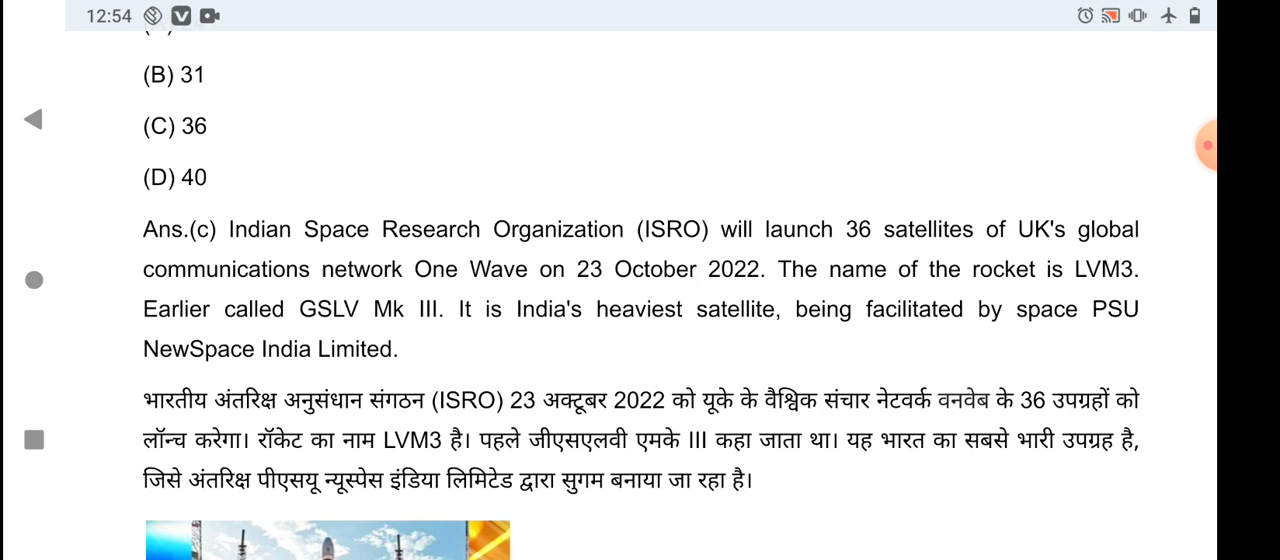 12:54
(B) 31
(C) 36
(D) 40
Ans.(c) Indian Space Research Organization (ISRO) will launch 36 satellites of UK's global
communications network One Wave on 23 October 2022. The name of the rocket is LVM3.
Earlier called GSLV Mk III. It is India's heaviest satellite, being facilitated by space PSU
NewSpace India Limited.
भारतीय अंतरिक्ष अनुसंधान संगठन (ISRO) 23 अक्टूबर 2022 को यूके के वैश्विक संचार नेटवर्क वनवेब के 36 उपग्रहों को
लॉन्च करेगा। रॉकेट का नाम LVM3 है। पहले जीएसएलवी एमके III कहा जाता था। यह भारत का सबसे भारी उपग्रह है,
जिसे अंतरिक्ष पीएसयू न्यूस्पेस इंडिया लिमिटेड द्वारा सुगम बनाया जा रहा है।